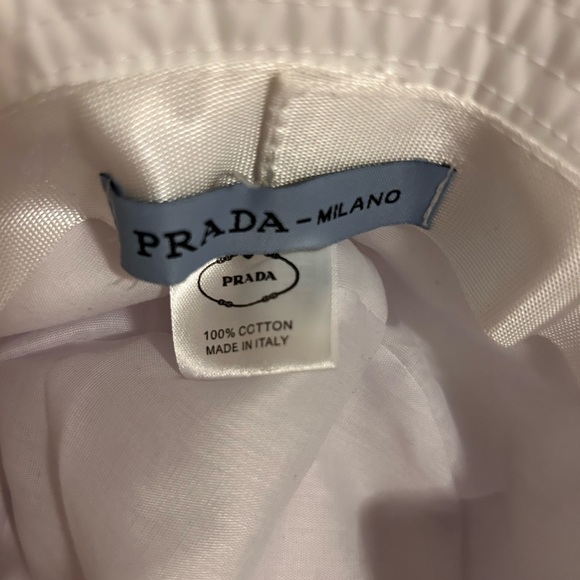 PRADA - MILANO
PRADA
100% COTTON
MADE IN ITALY